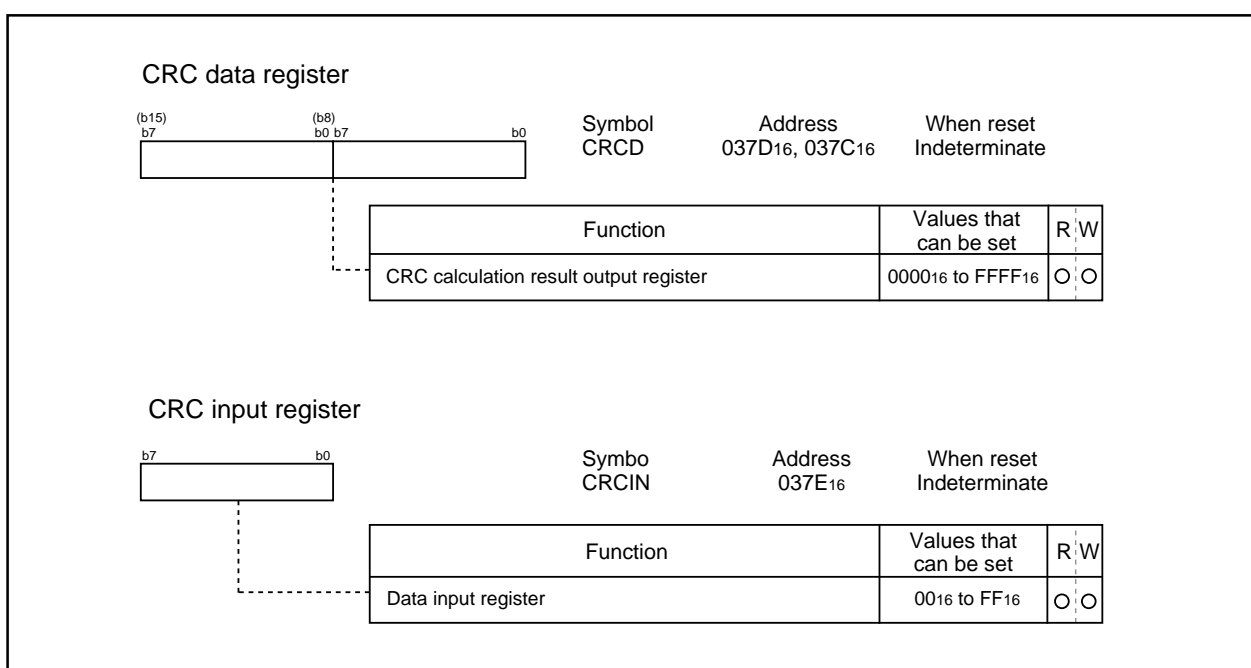 CRC data register
(b15) (b8)
b7 b0 b7 b0
Symbol Address When reset
CRCD 037D16, 037C16 Indeterminate
Function Values that can be set R W
CRC calculation result output register 000016 to FFFF16 O O
CRC input register
b7 b0
Symbo Address When reset
CRCIN 037E16 Indeterminate
Function Values that can be set R W
Data input register 0016 to FF16 O O